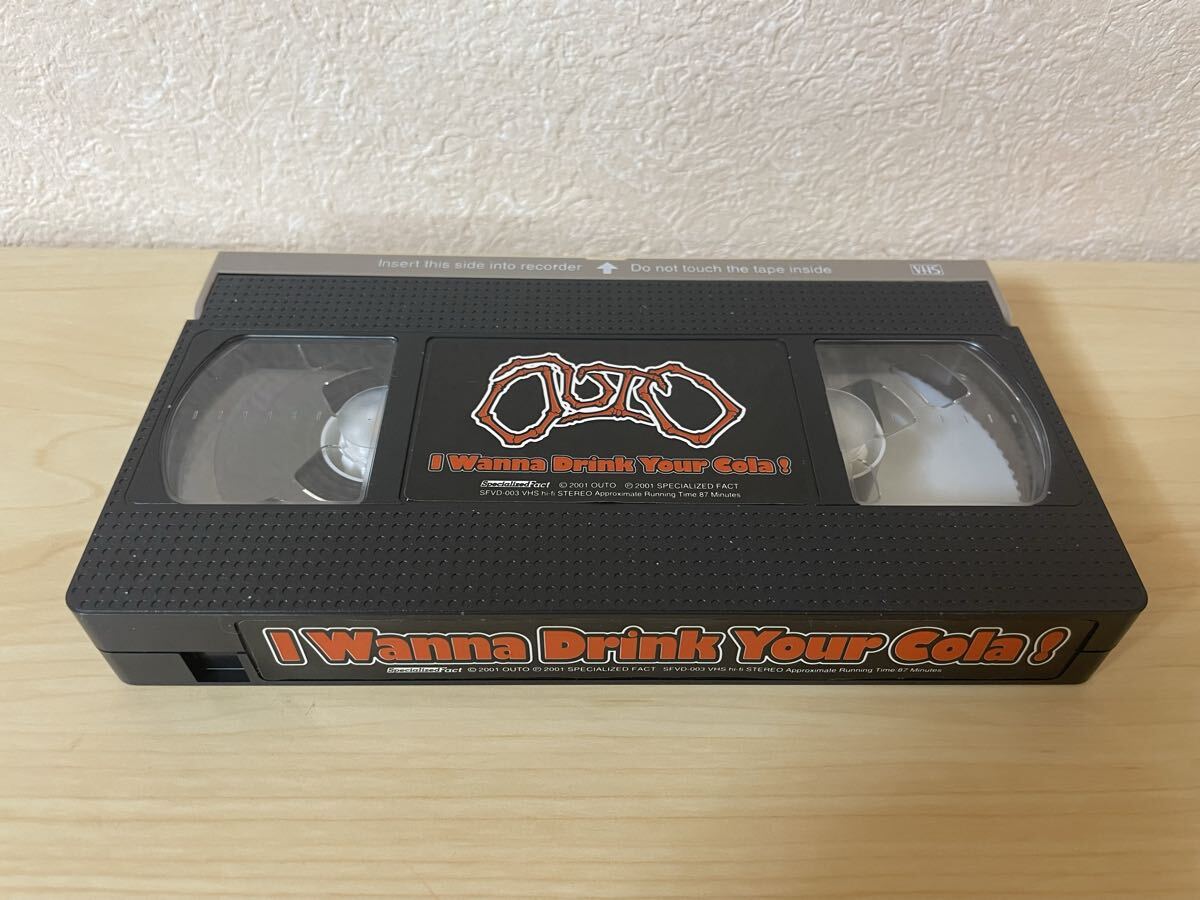 Insert this side into recorder ⬆ Do not touch the tape inside VHS
OUTO
I Wanna Drink Your Cola !
SpecializedFact © 2001 OUTO ℗ 2001 SPECIALIZED FACT
SFVD-003 VHS hi-fi STEREO Approximate Running Time 87 Minutes
I Wanna Drink Your Cola !
SpecializedFact © 2001 OUTO ℗ 2001 SPECIALIZED FACT SFVD-003 VHS hi-fi STEREO Approximate Running Time 87 Minutes